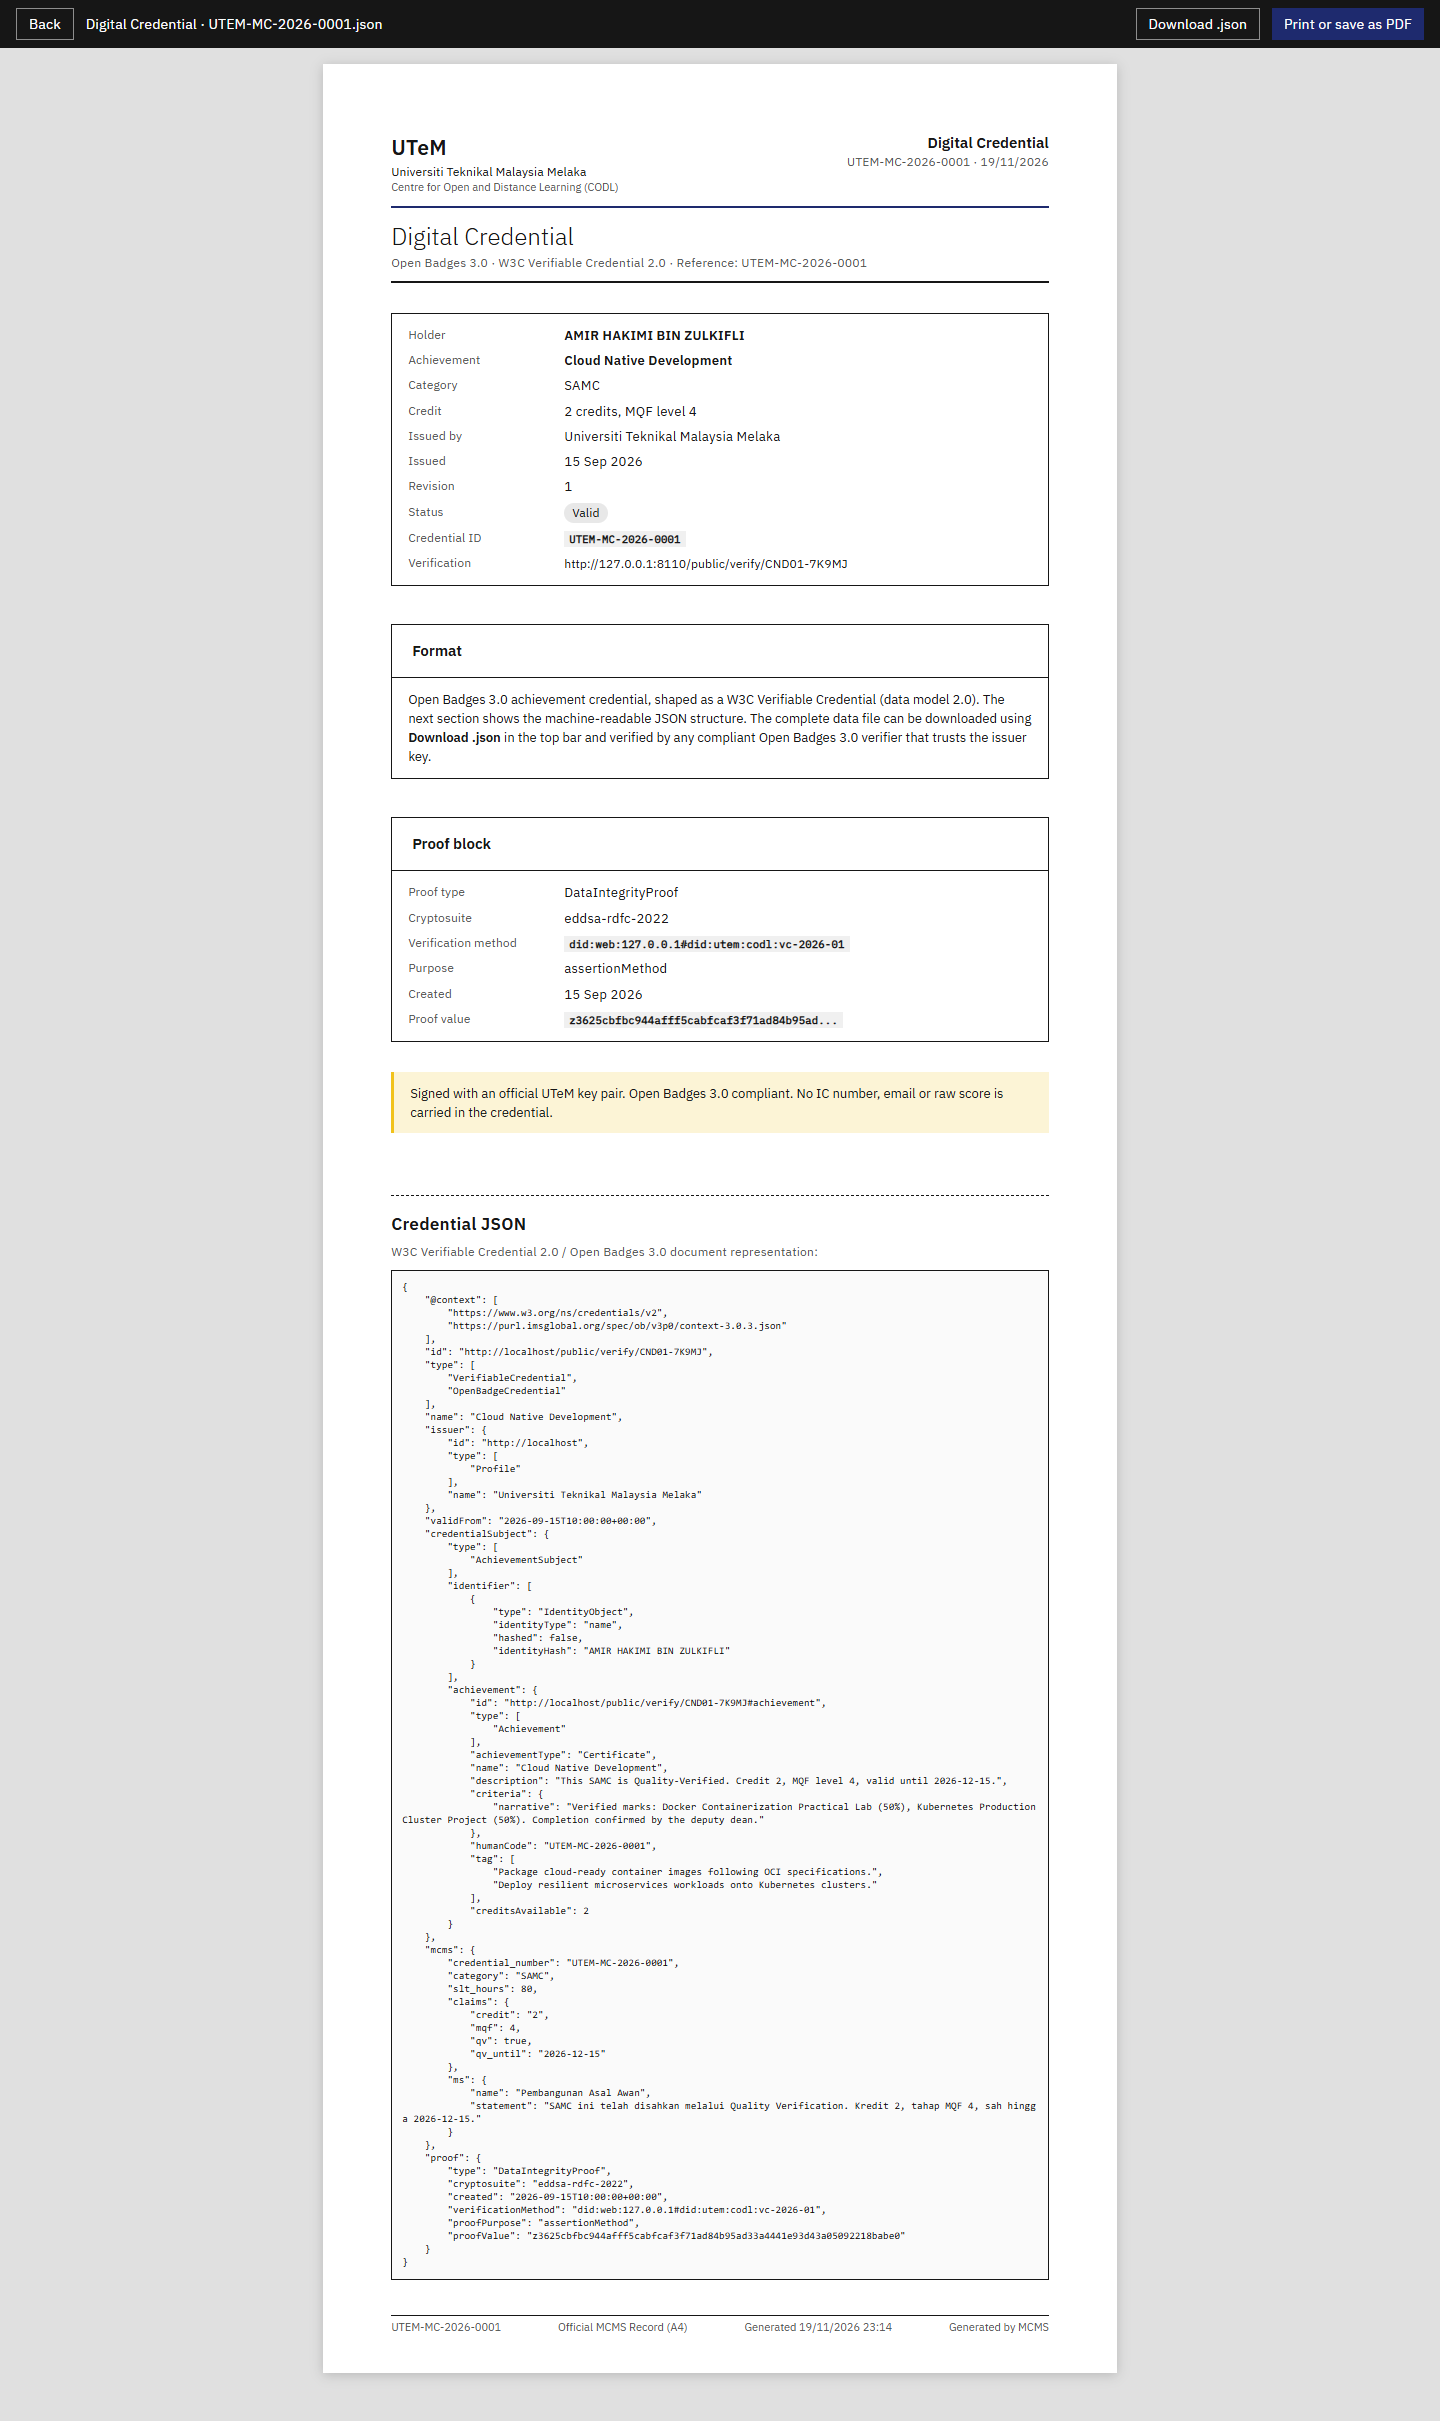 Back
Digital Credential · UTEM-MC-2026-0001.json
Download .json
Print or save as PDF
UTeM
Universiti Teknikal Malaysia Melaka
Centre for Open and Distance Learning (CODL)
Digital Credential
UTEM-MC-2026-0001 · 19/11/2026
Digital Credential
Open Badges 3.0 · W3C Verifiable Credential 2.0 · Reference: UTEM-MC-2026-0001
Holder AMIR HAKIMI BIN ZULKIFLI
Achievement Cloud Native Development
Category SAMC
Credit 2 credits, MQF level 4
Issued by Universiti Teknikal Malaysia Melaka
Issued 15 Sep 2026
Revision 1
Status Valid
Credential ID UTEM-MC-2026-0001
Verification http://127.0.0.1:8110/public/verify/CND01-7K9MJ
Format
Open Badges 3.0 achievement credential, shaped as a W3C Verifiable Credential (data model 2.0). The
next section shows the machine-readable JSON structure. The complete data file can be downloaded using
Download .json in the top bar and verified by any compliant Open Badges 3.0 verifier that trusts the issuer
key.
Proof block
Proof type DataIntegrityProof
Cryptosuite eddsa-rdfc-2022
Verification method did:web:127.0.0.1#did:utem:codl:vc-2026-01
Purpose assertionMethod
Created 15 Sep 2026
Proof value z3625cbfbc944afff5cabfcaf3f71ad84b95ad...
Signed with an official UTeM key pair. Open Badges 3.0 compliant. No IC number, email or raw score is
carried in the credential.
Credential JSON
W3C Verifiable Credential 2.0 / Open Badges 3.0 document representation:
{
    "@context": [
        "https://www.w3.org/ns/credentials/v2",
        "https://purl.imsglobal.org/spec/ob/v3p0/context-3.0.3.json"
    ],
    "id": "http://localhost/public/verify/CND01-7K9MJ",
    "type": [
        "VerifiableCredential",
        "OpenBadgeCredential"
    ],
    "name": "Cloud Native Development",
    "issuer": {
        "id": "http://localhost",
        "type": [
            "Profile"
        ],
        "name": "Universiti Teknikal Malaysia Melaka"
    },
    "validFrom": "2026-09-15T10:00:00+00:00",
    "credentialSubject": {
        "type": [
            "AchievementSubject"
        ],
        "identifier": [
            {
                "type": "IdentityObject",
                "identityType": "name",
                "hashed": false,
                "identityHash": "AMIR HAKIMI BIN ZULKIFLI"
            }
        ],
        "achievement": {
            "id": "http://localhost/public/verify/CND01-7K9MJ#achievement",
            "type": [
                "Achievement"
            ],
            "achievementType": "Certificate",
            "name": "Cloud Native Development",
            "description": "This SAMC is Quality-Verified. Credit 2, MQF level 4, valid until 2026-12-15.",
            "criteria": {
                "narrative": "Verified marks: Docker Containerization Practical Lab (50%), Kubernetes Production
Cluster Project (50%). Completion confirmed by the deputy dean."
            },
            "humanCode": "UTEM-MC-2026-0001",
            "tag": [
                "Package cloud-ready container images following OCI specifications.",
                "Deploy resilient microservices workloads onto Kubernetes clusters."
            ],
            "creditsAvailable": 2
        }
    },
    "mcms": {
        "credential_number": "UTEM-MC-2026-0001",
        "category": "SAMC",
        "slt_hours": 80,
        "claims": {
            "credit": "2",
            "mqf": 4,
            "qv": true,
            "qv_until": "2026-12-15"
        },
        "ms": {
            "name": "Pembangunan Asal Awan",
            "statement": "SAMC ini telah disahkan melalui Quality Verification. Kredit 2, tahap MQF 4, sah hingg
a 2026-12-15."
        }
    },
    "proof": {
        "type": "DataIntegrityProof",
        "cryptosuite": "eddsa-rdfc-2022",
        "created": "2026-09-15T10:00:00+00:00",
        "verificationMethod": "did:web:127.0.0.1#did:utem:codl:vc-2026-01",
        "proofPurpose": "assertionMethod",
        "proofValue": "z3625cbfbc944afff5cabfcaf3f71ad84b95ad33a4441e93d43a05092218babe0"
    }
}
UTEM-MC-2026-0001
Official MCMS Record (A4)
Generated 19/11/2026 23:14
Generated by MCMS